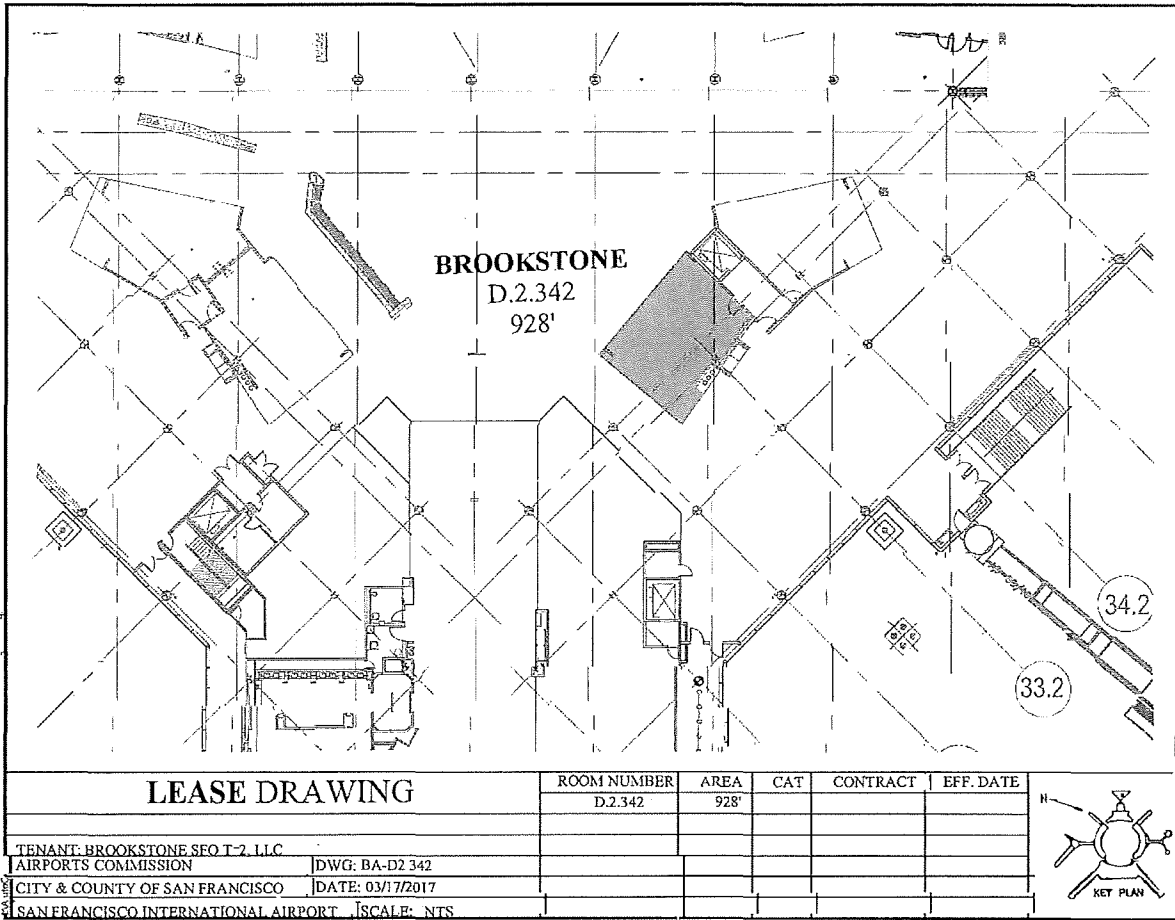 BROOKSTONE
D.2.342
928'
34.2
33.2
LEASE DRAWING
ROOM NUMBER AREA CAT CONTRACT EFF. DATE
D.2.342 928'
TENANT: BROOKSTONE SFO T-2, LLC
AIRPORTS COMMISSION DWG: BA-D2 342
CITY & COUNTY OF SAN FRANCISCO DATE: 03/17/2017
SAN FRANCISCO INTERNATIONAL AIRPORT SCALE: NTS
N
KEY PLAN